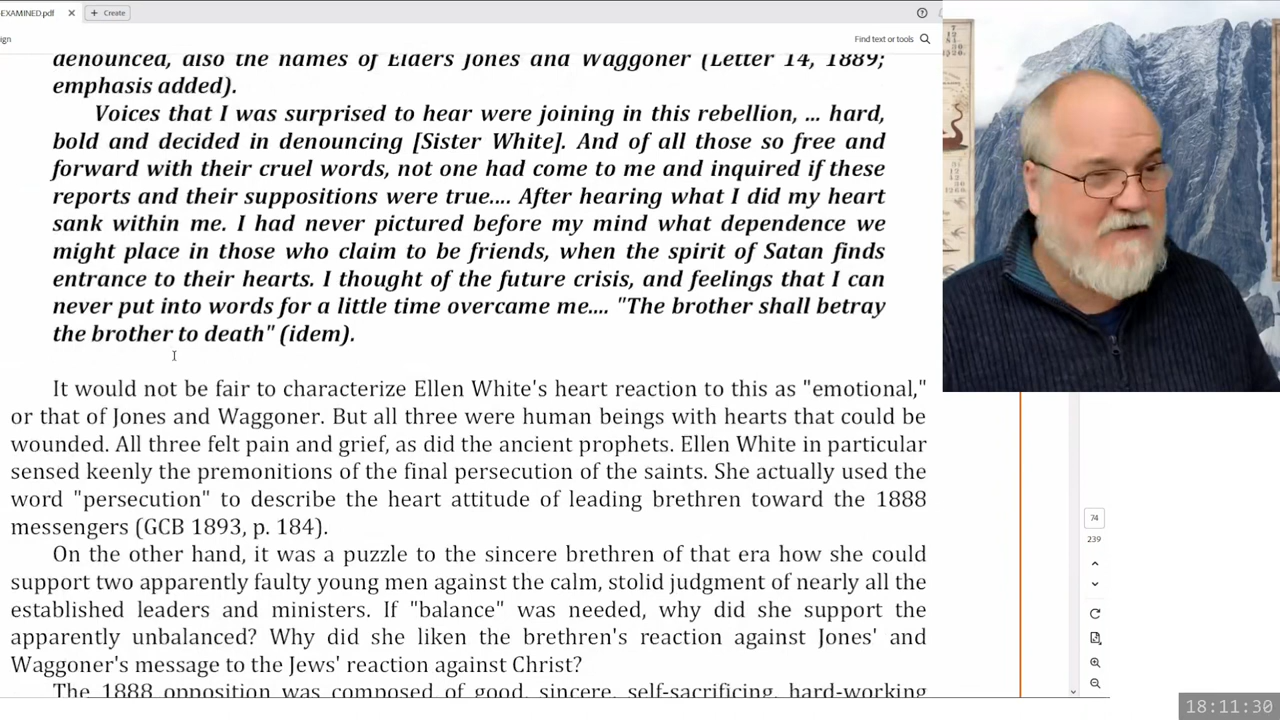 -EXAMINED.pdf
Create
ign
Find text or tools
denounced, also the names of Elders Jones and Waggoner (Letter 14, 1889;
emphasis added).
Voices that I was surprised to hear were joining in this rebellion, ... hard,
bold and decided in denouncing [Sister White]. And of all those so free and
forward with their cruel words, not one had come to me and inquired if these
reports and their suppositions were true.... After hearing what I did my heart
sank within me. I had never pictured before my mind what dependence we
might place in those who claim to be friends, when the spirit of Satan finds
entrance to their hearts. I thought of the future crisis, and feelings that I can
never put into words for a little time overcame me.... "The brother shall betray
the brother to death" (idem).
It would not be fair to characterize Ellen White's heart reaction to this as "emotional,"
or that of Jones and Waggoner. But all three were human beings with hearts that could be
wounded. All three felt pain and grief, as did the ancient prophets. Ellen White in particular
sensed keenly the premonitions of the final persecution of the saints. She actually used the
word "persecution" to describe the heart attitude of leading brethren toward the 1888
messengers (GCB 1893, p. 184).
On the other hand, it was a puzzle to the sincere brethren of that era how she could
support two apparently faulty young men against the calm, stolid judgment of nearly all the
established leaders and ministers. If "balance" was needed, why did she support the
apparently unbalanced? Why did she liken the brethren's reaction against Jones' and
Waggoner's message to the Jews' reaction against Christ?
The 1888 opposition was composed of good, sincere, self-sacrificing, hard-working
74
239
18:11:30